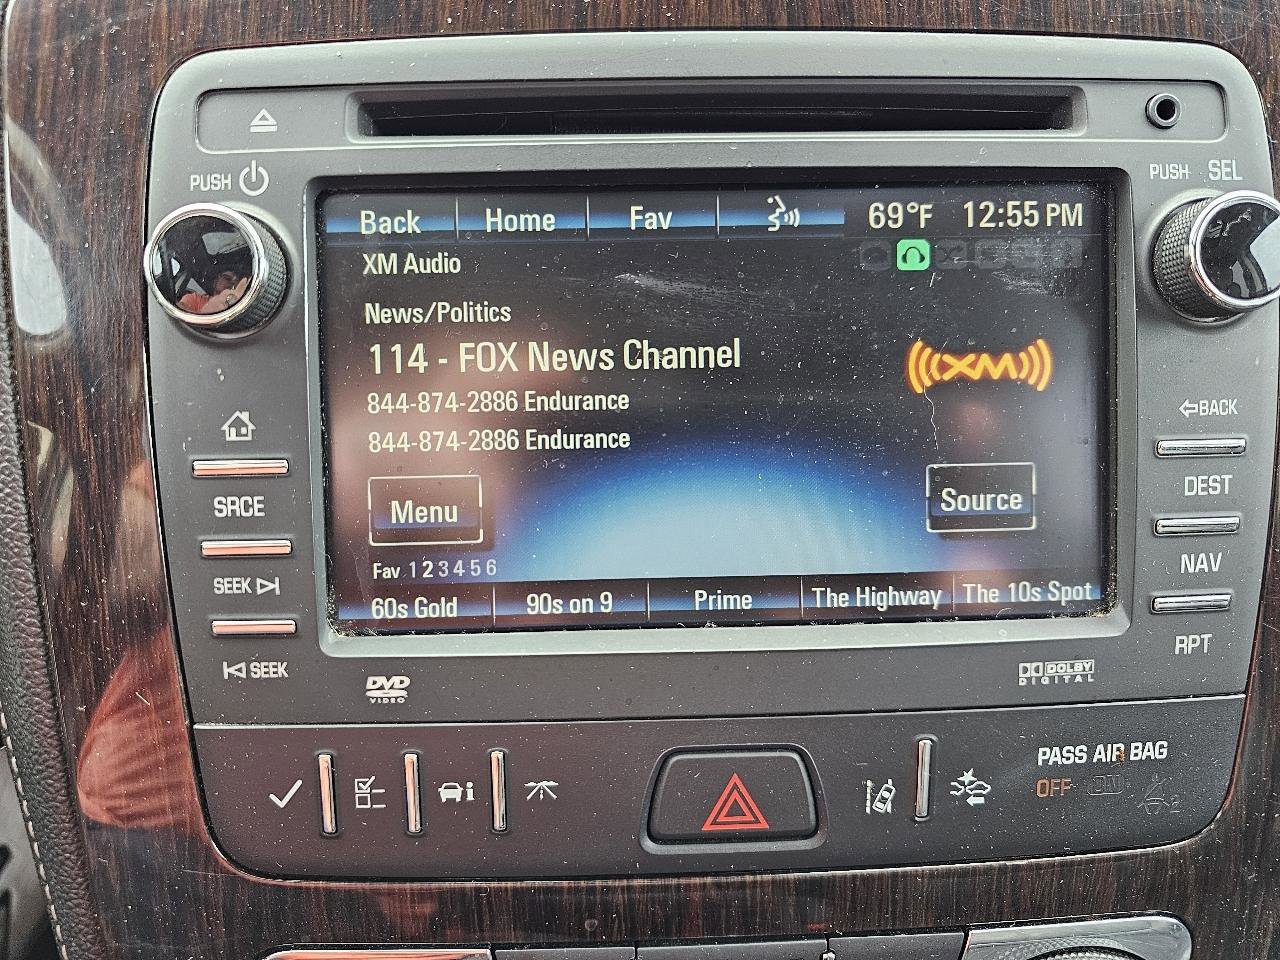 PUSH
PUSH SEL
Back Home Fav 69°F 12:55 PM
XM Audio
News/Politics
114 - FOX News Channel
((XM))
844-874-2886 Endurance
844-874-2886 Endurance
Menu Source
Fav 1 2 3 4 5 6
60s Gold 90s on 9 Prime The Highway The 10s Spot
SRCE
SEEK
SEEK
BACK
DEST
NAV
RPT
DVD
VIDEO
DOLBY
DIGITAL
PASS AIR BAG
OFF ON
2